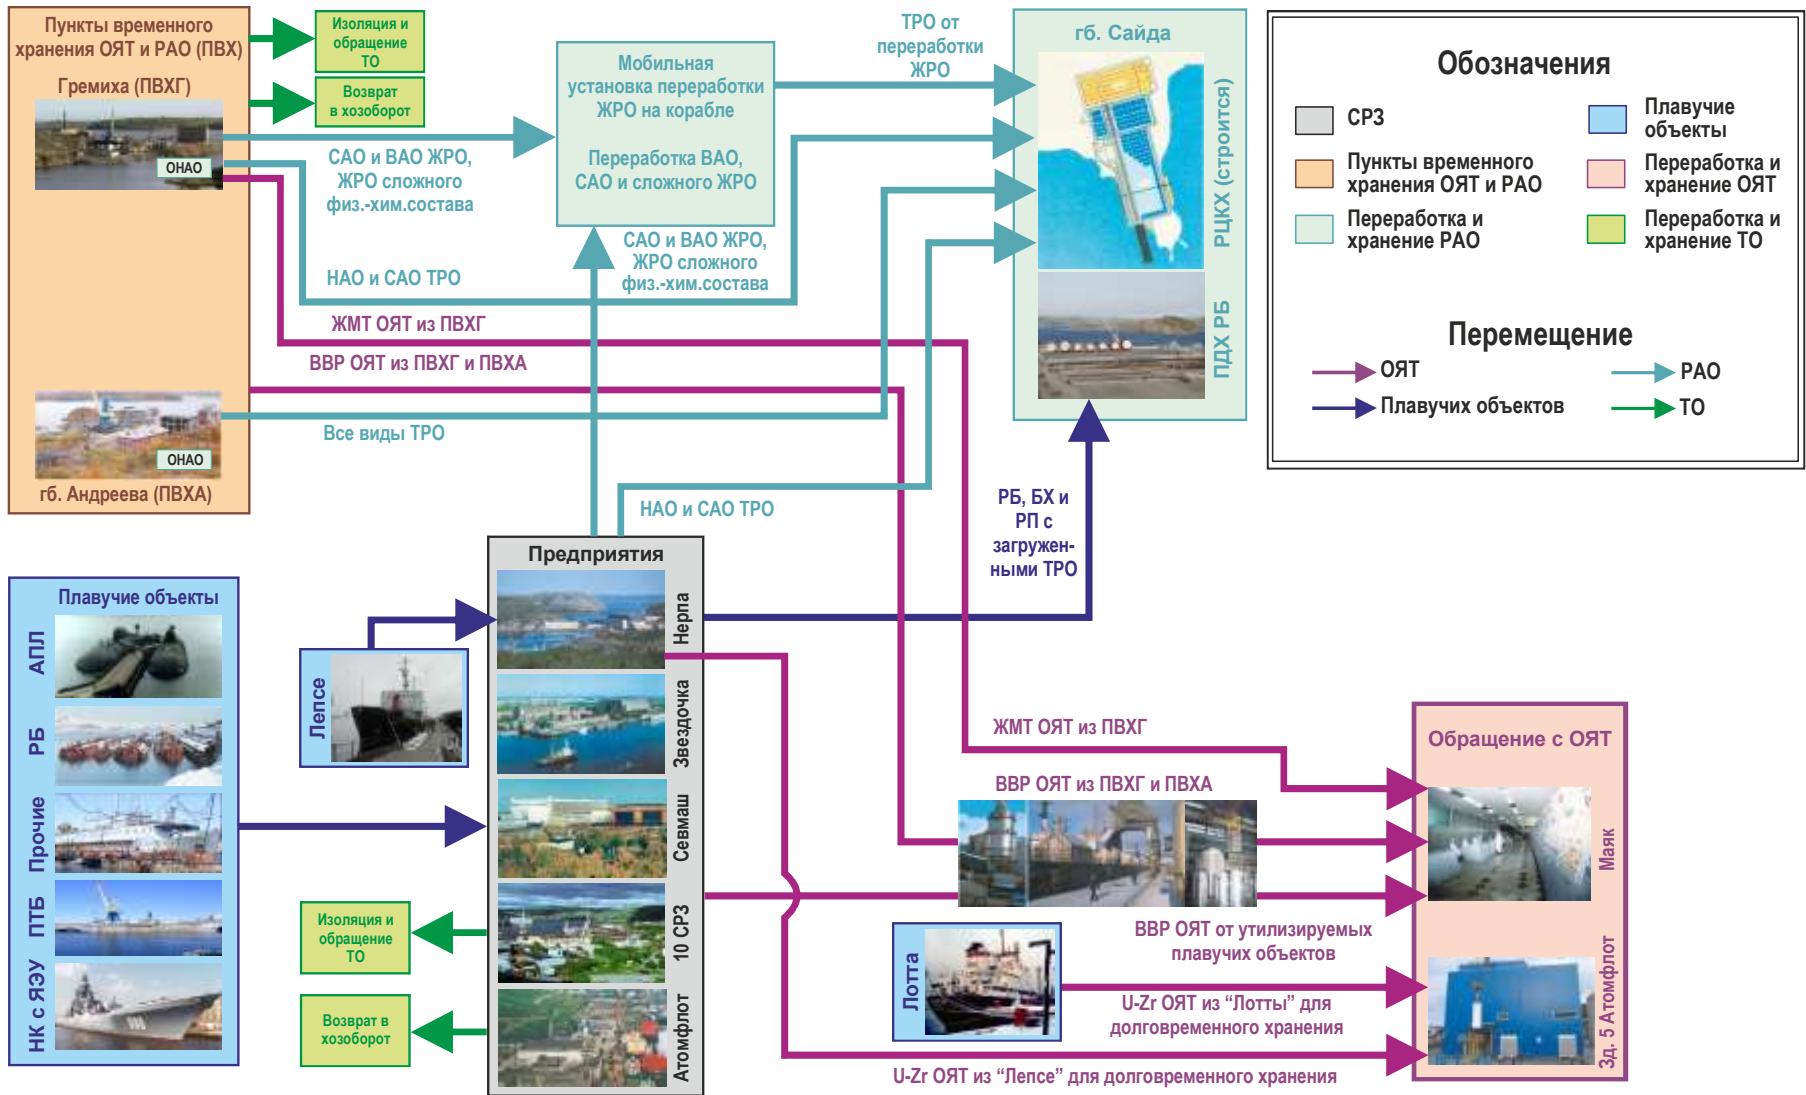 Пункты временного
хранения ОЯТ и РАО (ПВХ)
Гремиха (ПВХГ)
ОНАО
ОНАО
гб. Андреева (ПВХА)
Изоляция и
обращение
ТО
Возврат
в хозоборот
САО и ВАО ЖРО,
ЖРО сложного
физ.-хим.состава
НАО и САО ТРО
ЖМТ ОЯТ из ПВХГ
ВВР ОЯТ из ПВХГ и ПВХА
Все виды ТРО
Мобильная
установка переработки
ЖРО на корабле
Переработка ВАО,
САО и сложного ЖРО
САО и ВАО ЖРО,
ЖРО сложного
физ.-хим.состава
НАО и САО ТРО
ТРО от
переработки
ЖРО
гб. Сайда
РЦКХ (строится)
ПДХ РБ
РБ, БХ и
РП с
загружен-
ными ТРО
Обозначения
СРЗ
Плавучие
объекты
Пункты временного
хранения ОЯТ и РАО
Переработка и
хранение ОЯТ
Переработка и
хранение РАО
Переработка и
хранение ТО
Перемещение
ОЯТ
РАО
Плавучих объектов
ТО
Плавучие объекты
АПЛ
РБ
Прочие
ПТБ
НК с ЯЭУ
Лепсе
Изоляция и
обращение
ТО
Возврат в
хозоборот
Предприятия
Нерпа
Звездочка
Севмаш
10 СРЗ
Атомфлот
ЖМТ ОЯТ из ПВХГ
ВВР ОЯТ из ПВХГ и ПВХА
ВВР ОЯТ от утилизируемых
плавучих объектов
Лотта
U-Zr ОЯТ из “Лотты” для
долговременного хранения
U-Zr ОЯТ из “Лепсе” для долговременного хранения
Обращение с ОЯТ
Маяк
Зд. 5 Атомфлот